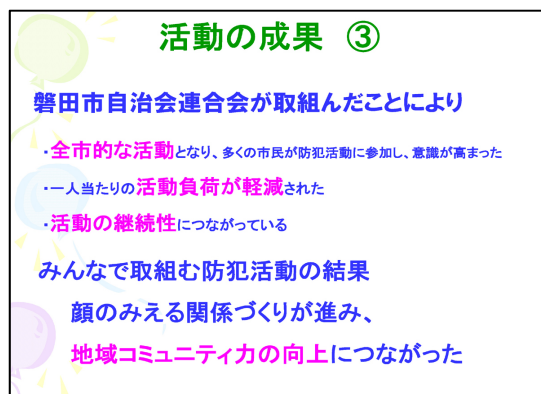 活動の成果 ③
磐田市自治会連合会が取組んだことにより
・全市的な活動となり、多くの市民が防犯活動に参加し、意識が高まった
・一人当たりの活動負荷が軽減された
・活動の継続性につながっている
みんなで取組む防犯活動の結果
顔のみえる関係づくりが進み、
地域コミュニティ力の向上につながった